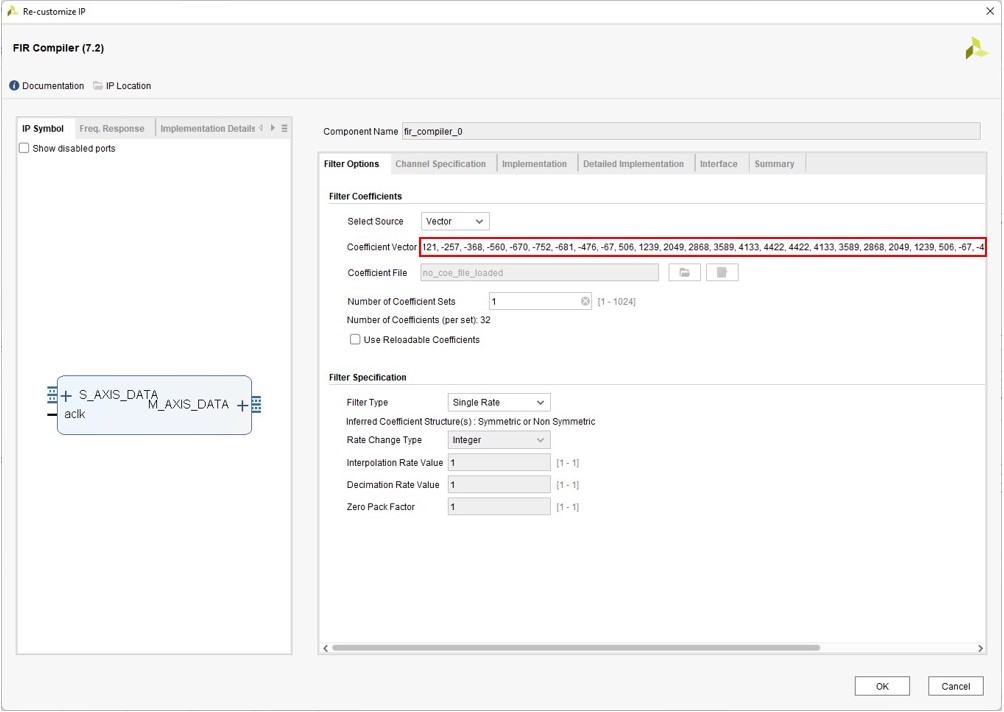 Re-customize IP
FIR Compiler (7.2)
Documentation IP Location
IP Symbol Freq. Response Implementation Details
Show disabled ports
S_AXIS_DATA
M_AXIS_DATA
aclk
Component Name fir_compiler_0
Filter Options Channel Specification Implementation Detailed Implementation Interface Summary
Filter Coefficients
Select Source Vector
Coefficient Vector 121, -257, -368, -560, -670, -752, -681, -476, -67, 506, 1239, 2049, 2868, 3589, 4133, 4422, 4422, 4133, 3589, 2868, 2049, 1239, 506, -67, -4
Coefficient File no_coe_file_loaded
Number of Coefficient Sets 1 [1 - 1024]
Number of Coefficients (per set): 32
Use Reloadable Coefficients
Filter Specification
Filter Type Single Rate
Inferred Coefficient Structure(s) : Symmetric or Non Symmetric
Rate Change Type Integer
Interpolation Rate Value 1 [1 - 1]
Decimation Rate Value 1 [1 - 1]
Zero Pack Factor 1 [1 - 1]
OK Cancel